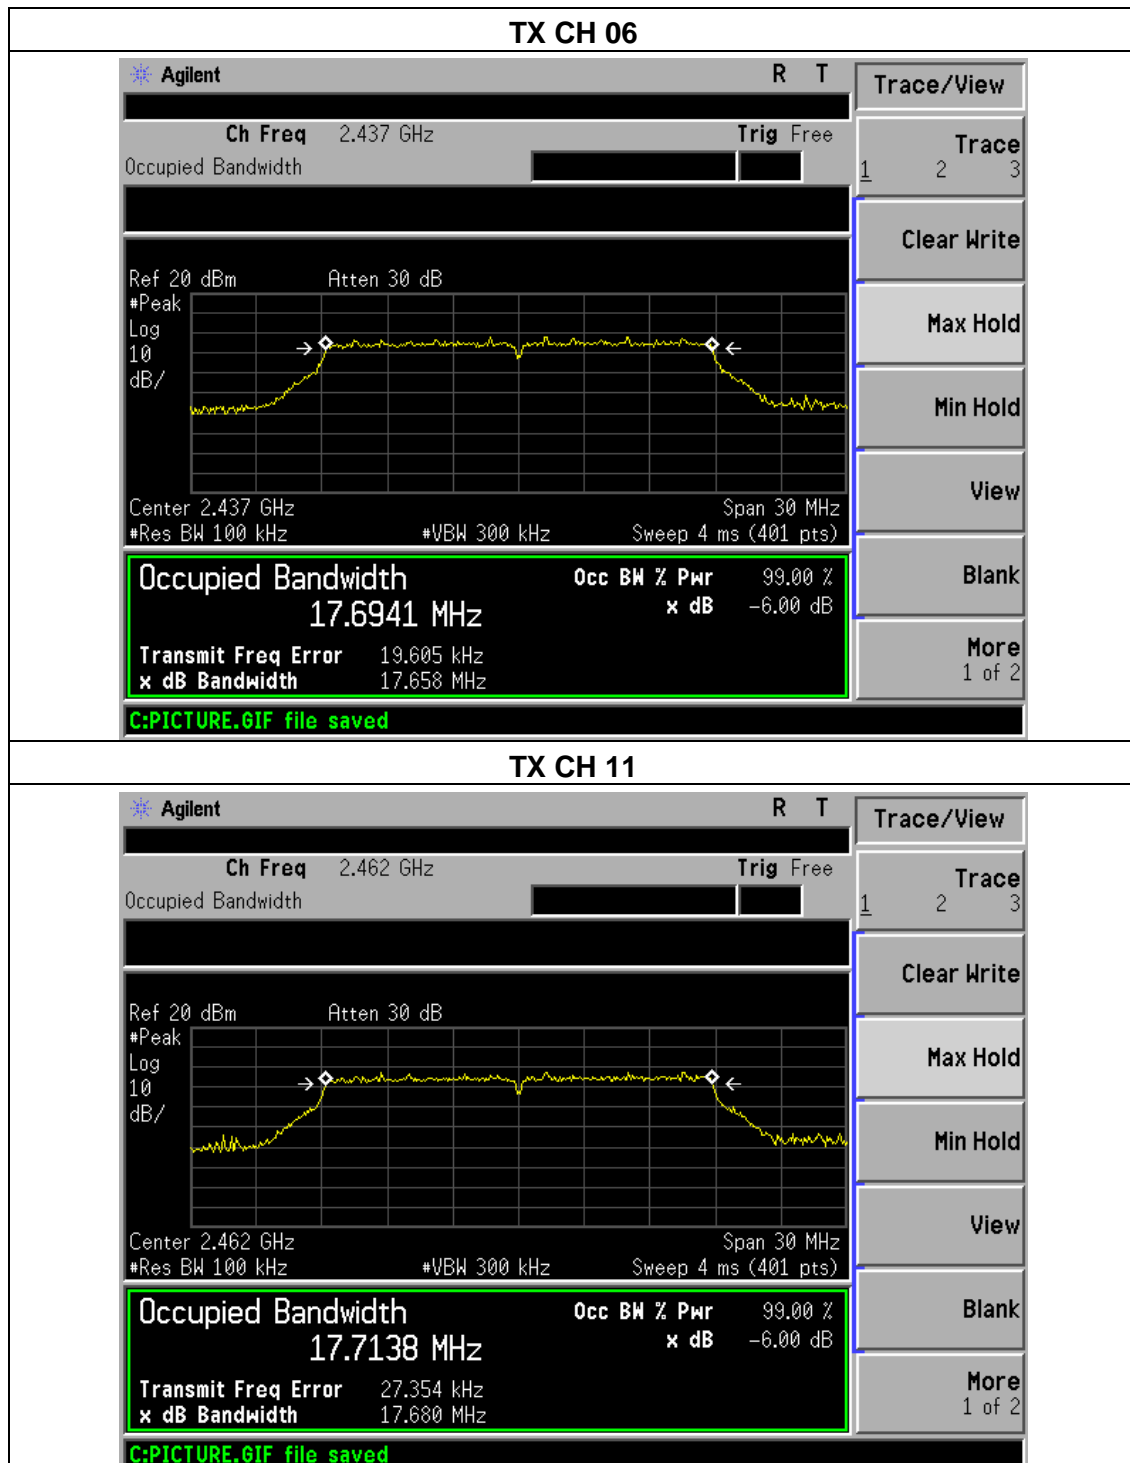 TX CH 06
Agilent R T Trace/View
Ch Freq 2.437 GHz Trig Free
Occupied Bandwidth
Trace
1 2 3
Clear Write
Ref 20 dBm Atten 30 dB
#Peak
Log
10
dB/
Max Hold
Min Hold
View
Center 2.437 GHz Span 30 MHz
#Res BW 100 kHz #VBW 300 kHz Sweep 4 ms (401 pts)
Occupied Bandwidth Occ BW % Pwr 99.00 %
17.6941 MHz x dB -6.00 dB
Blank
Transmit Freq Error 19.605 kHz
x dB Bandwidth 17.658 MHz
More
1 of 2
C:PICTURE.GIF file saved
TX CH 11
Agilent R T Trace/View
Ch Freq 2.462 GHz Trig Free
Occupied Bandwidth
Trace
1 2 3
Clear Write
Ref 20 dBm Atten 30 dB
#Peak
Log
10
dB/
Max Hold
Min Hold
View
Center 2.462 GHz Span 30 MHz
#Res BW 100 kHz #VBW 300 kHz Sweep 4 ms (401 pts)
Occupied Bandwidth Occ BW % Pwr 99.00 %
17.7138 MHz x dB -6.00 dB
Blank
Transmit Freq Error 27.354 kHz
x dB Bandwidth 17.680 MHz
More
1 of 2
C:PICTURE.GIF file saved